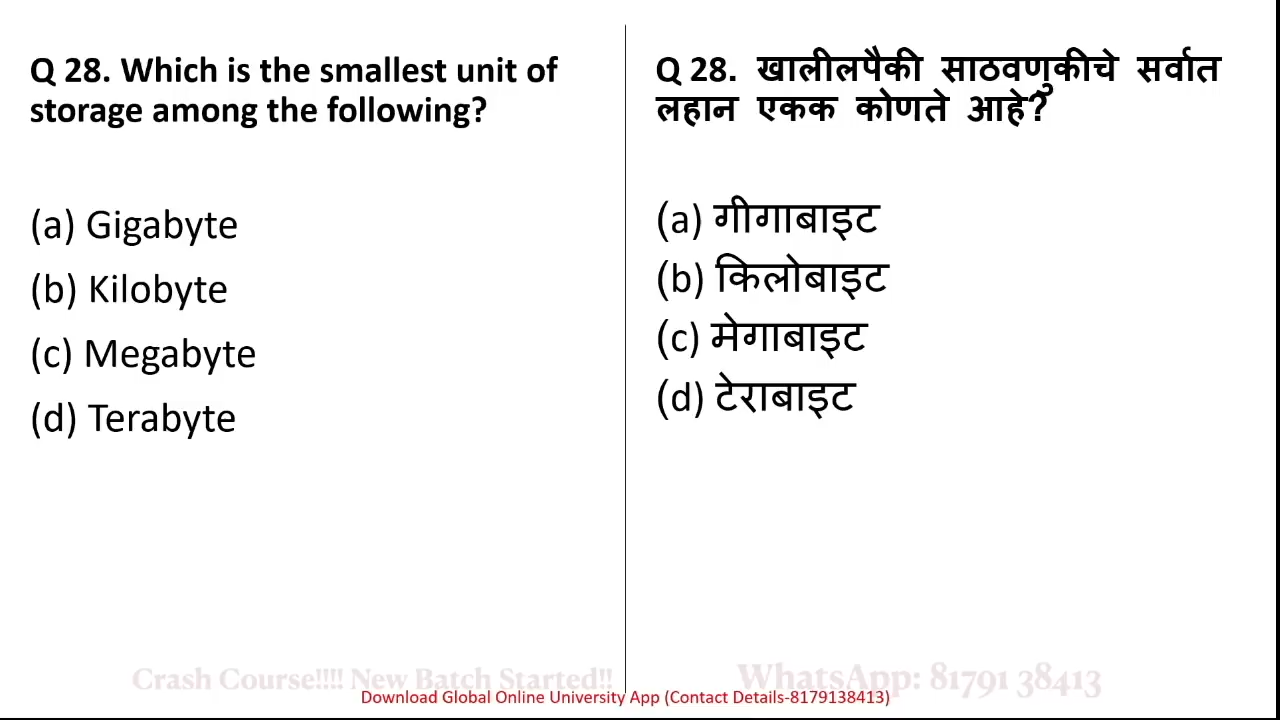 Q 28. Which is the smallest unit of
storage among the following?
(a) Gigabyte
(b) Kilobyte
(c) Megabyte
(d) Terabyte
Q 28. खालीलपैकी साठवणुकीचे सर्वात
लहान एकक कोणते आहे?
(a) गीगाबाइट
(b) किलोबाइट
(c) मेगाबाइट
(d) टेराबाइट
Crash Course!!!! New Batch Started!!
WhatsApp: 81791 38413
Download Global Online University App (Contact Details-8179138413)